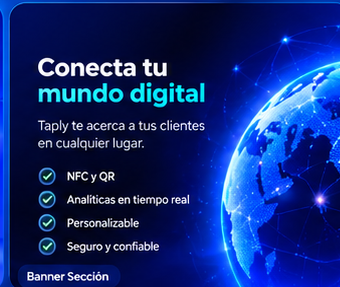 Conecta tu
mundo digital
Taply te acerca a tus clientes
en cualquier lugar.
NFC y QR
Analíticas en tiempo real
Personalizable
Seguro y confiable
Banner Sección